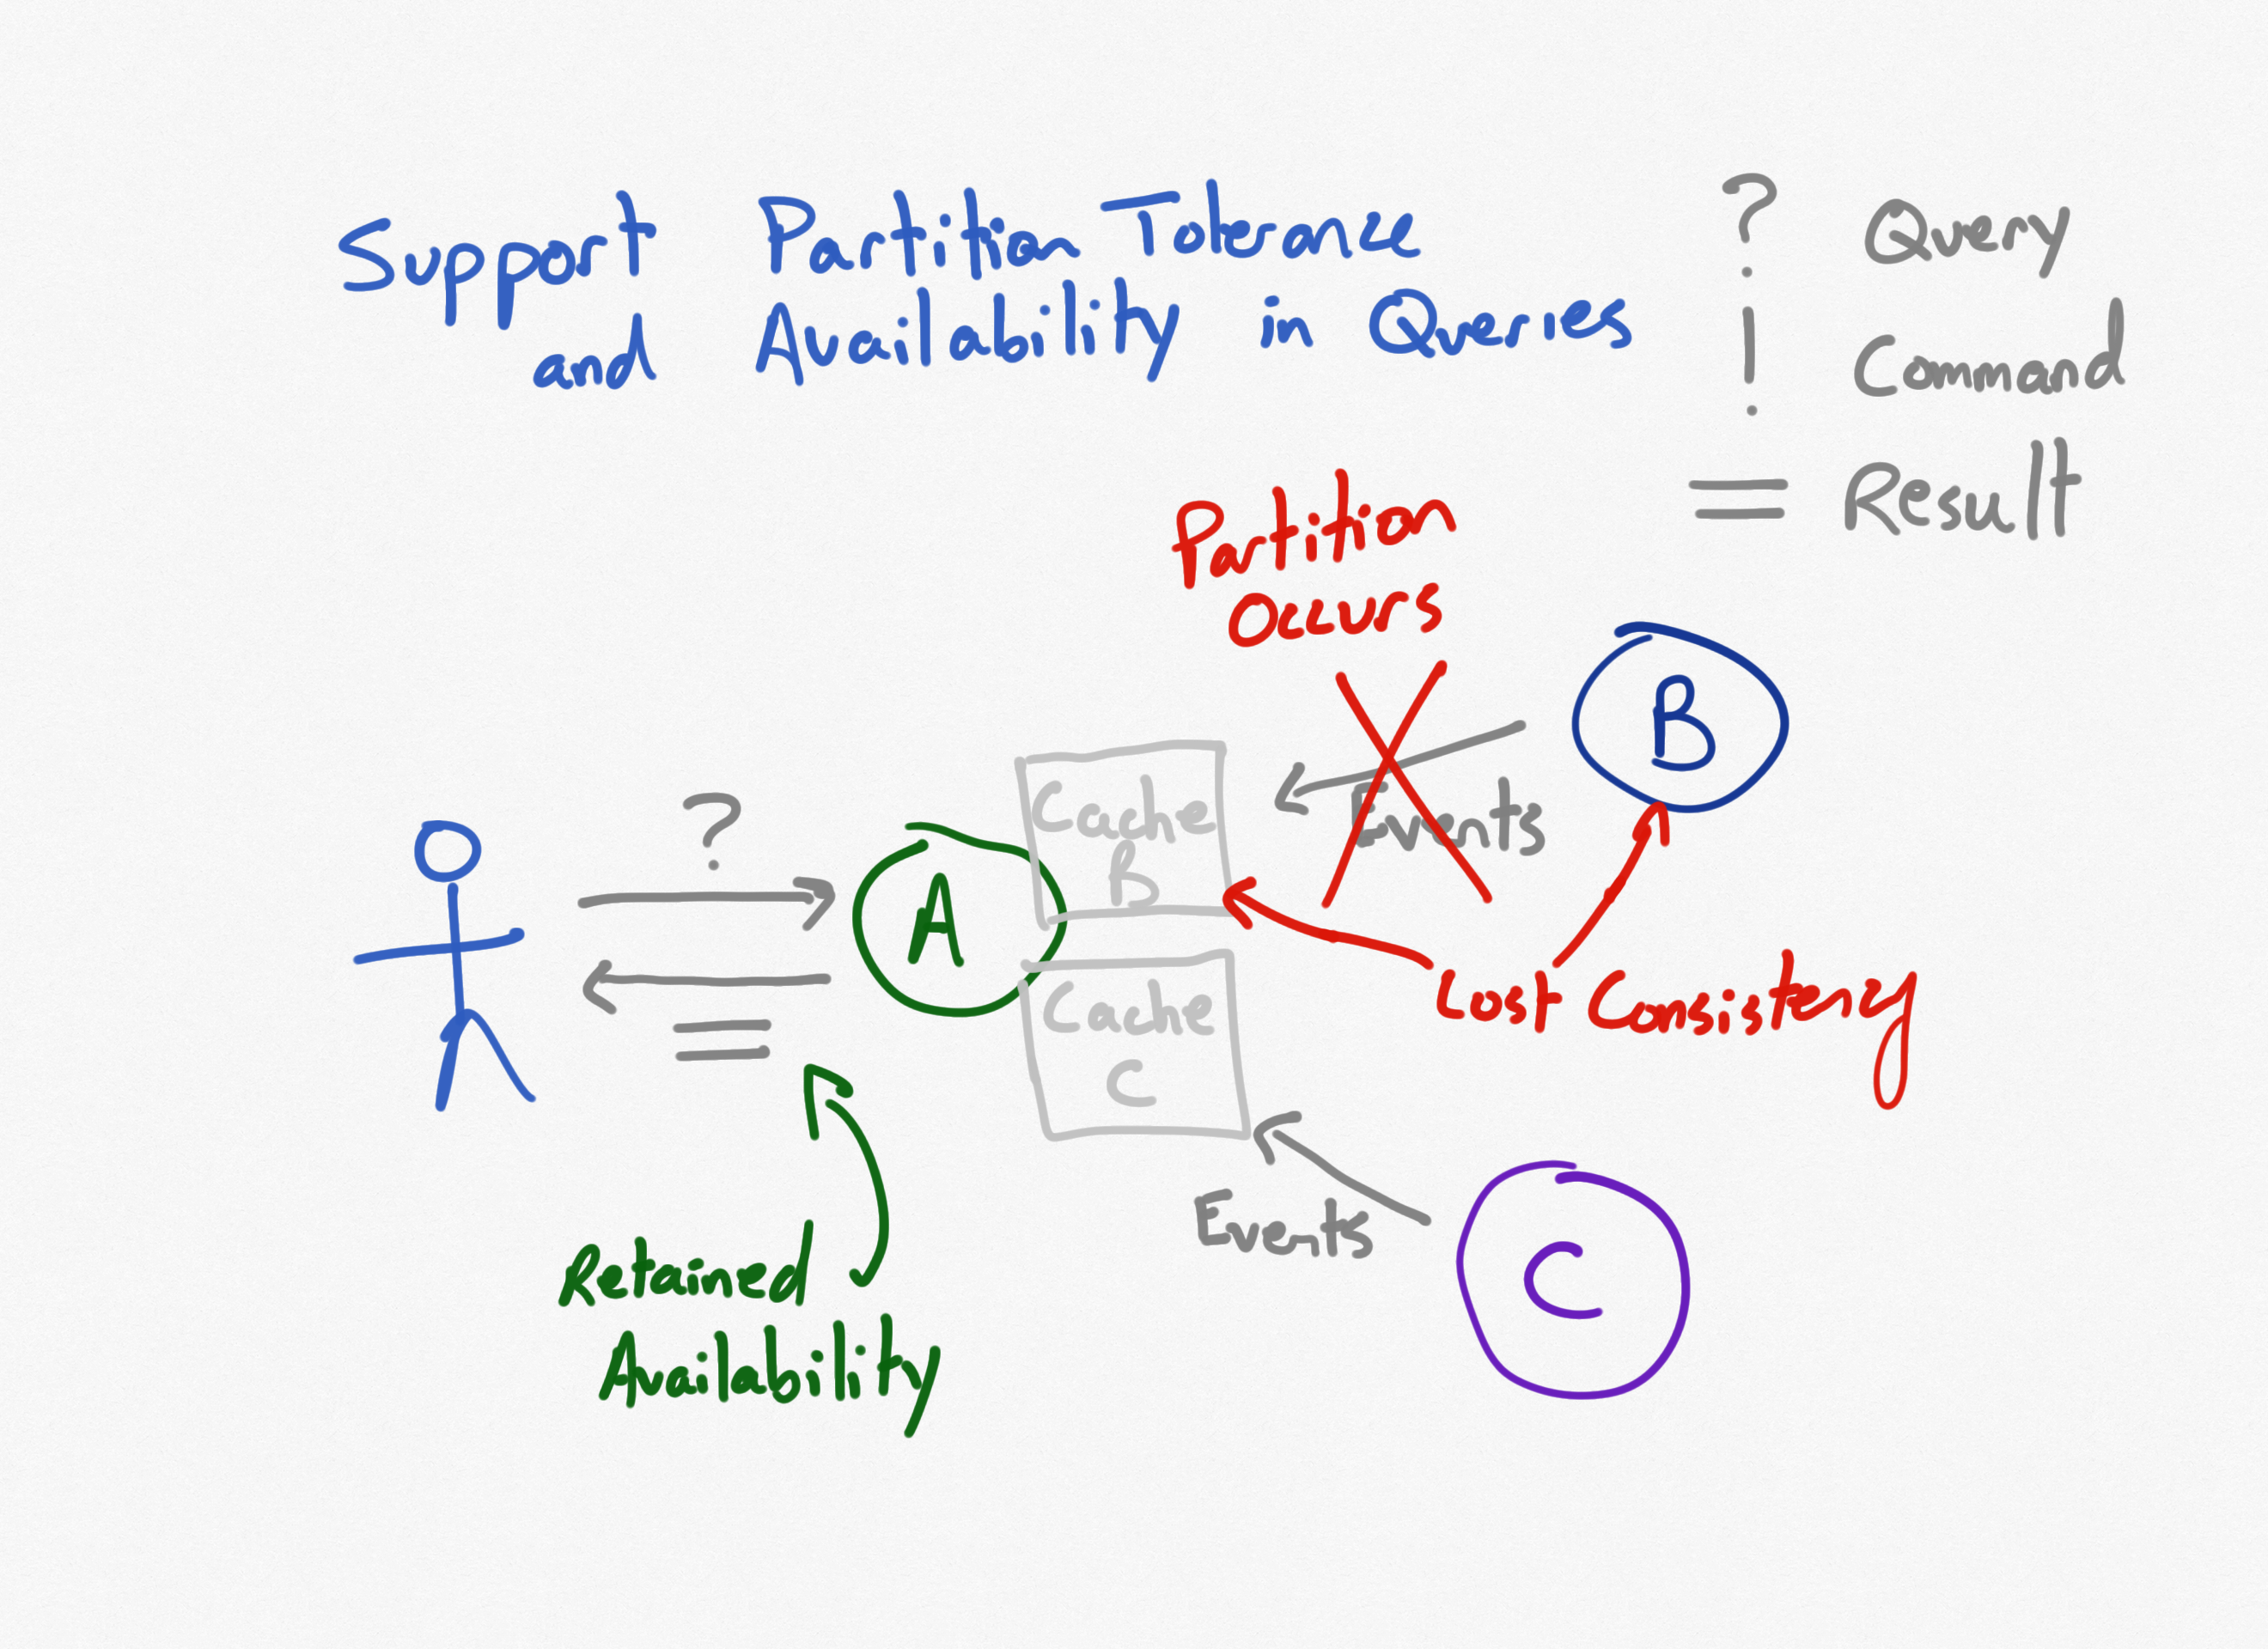 Support Partition Tolerance
and Availability in Queries
? Query
! Command
= Result
Partition
Occurs
B
Events
Cache
B
?
A
Lost Consistency
Cache
C
=
Events
C
Retained
Availability